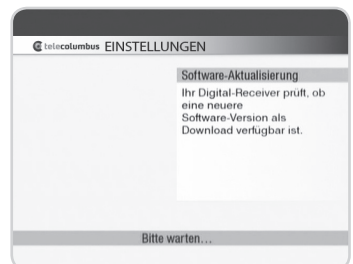 telecolumbus EINSTELLUNGEN
Software-Aktualisierung
Ihr Digital-Receiver prüft, ob
eine neuere
Software-Version als
Download verfügbar ist.
Bitte warten…